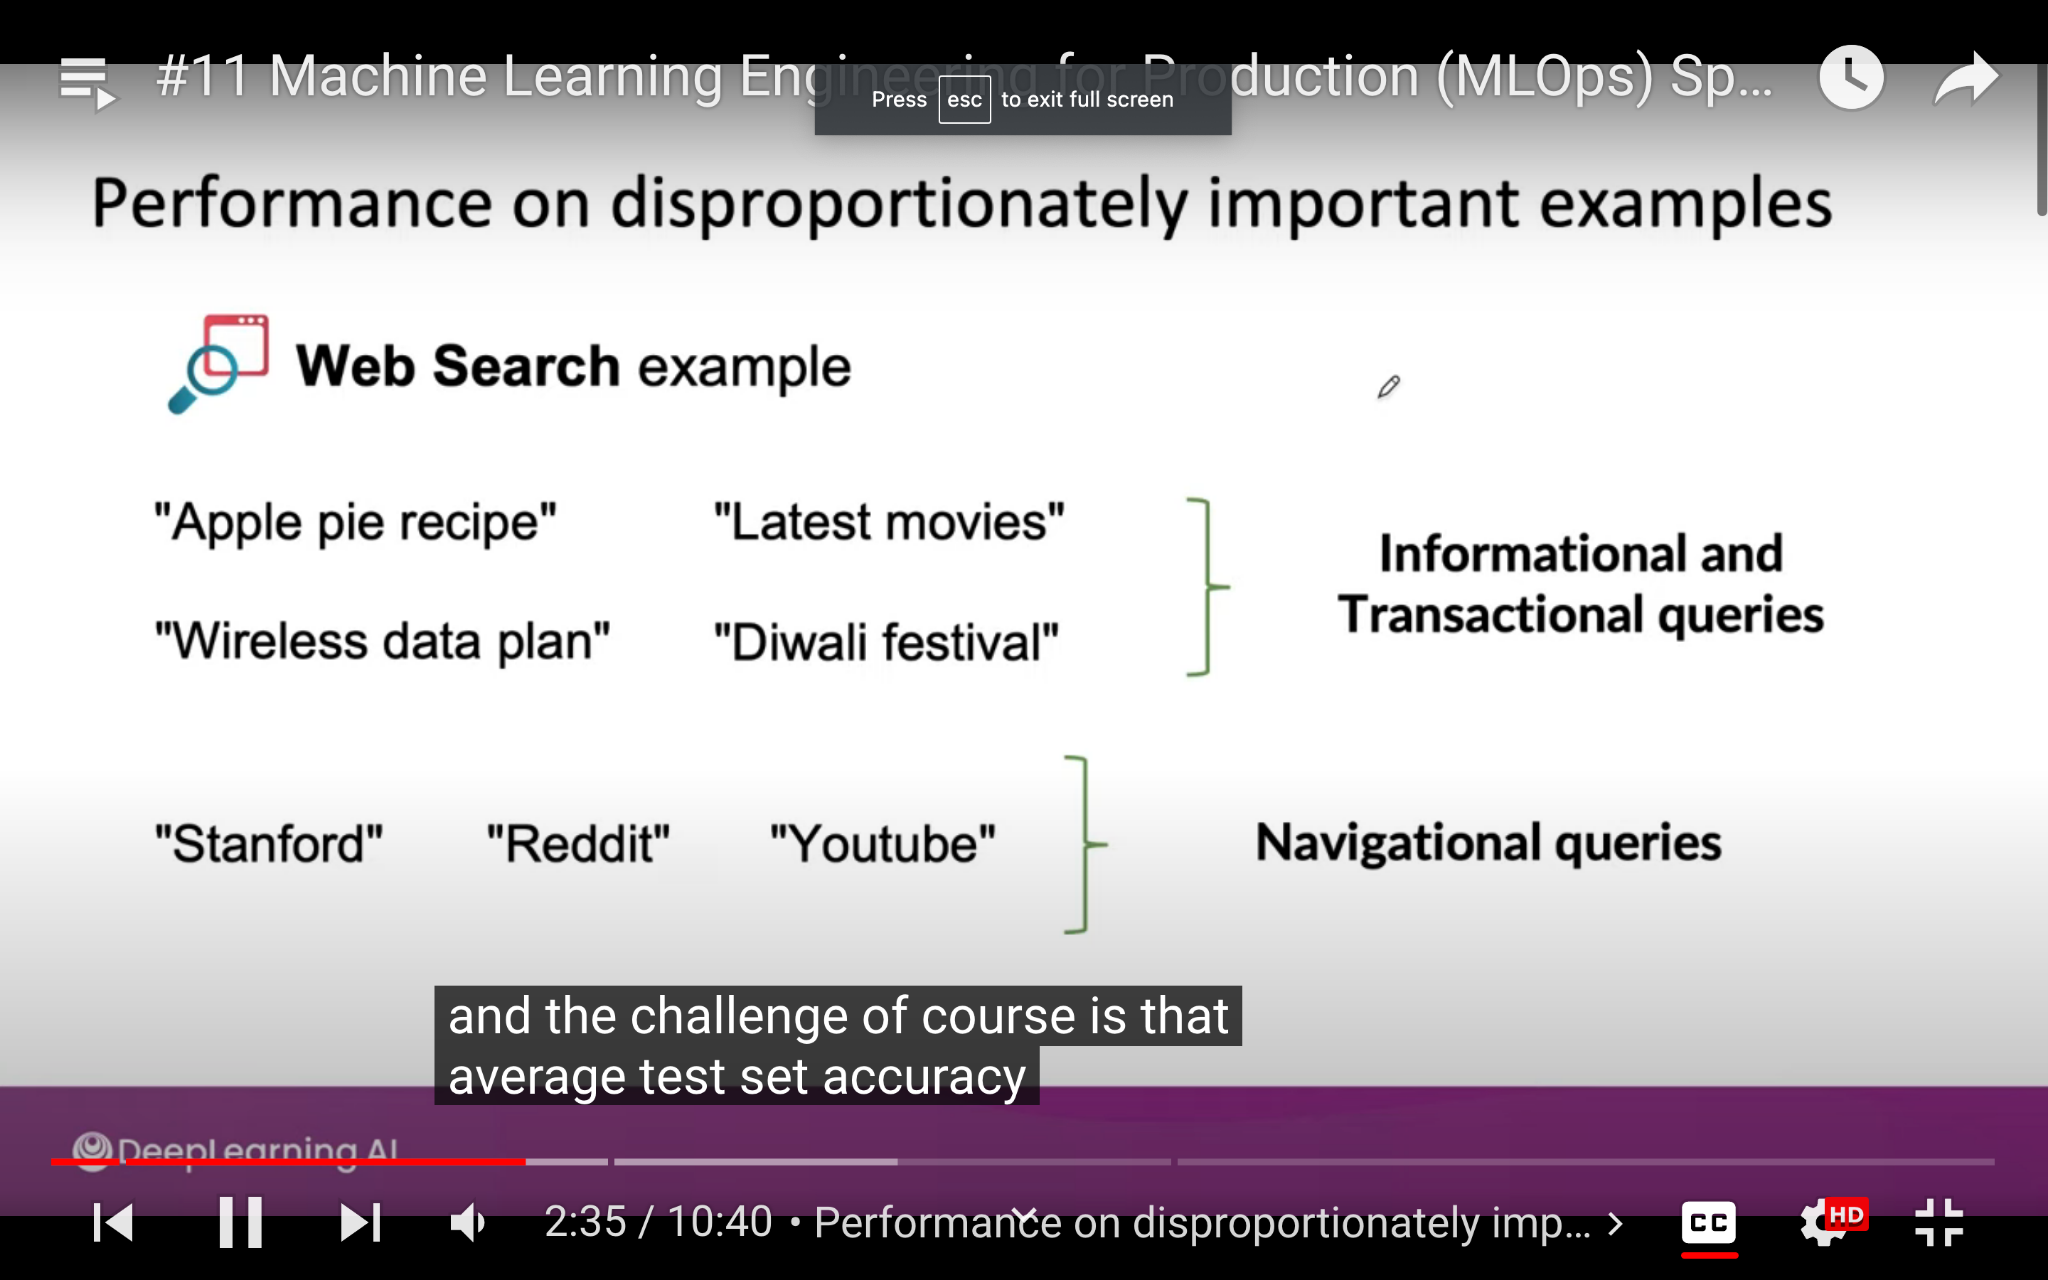 #11 Machine Learning Engineering for Production (MLOps) Sp...
Press esc to exit full screen
Performance on disproportionately important examples
Web Search example
"Apple pie recipe" "Latest movies"
"Wireless data plan" "Diwali festival"
Informational and
Transactional queries
"Stanford" "Reddit" "Youtube"
Navigational queries
and the challenge of course is that
average test set accuracy
DeepLearning.AI
2:35 / 10:40 • Performance on disproportionately imp... >
CC
HD